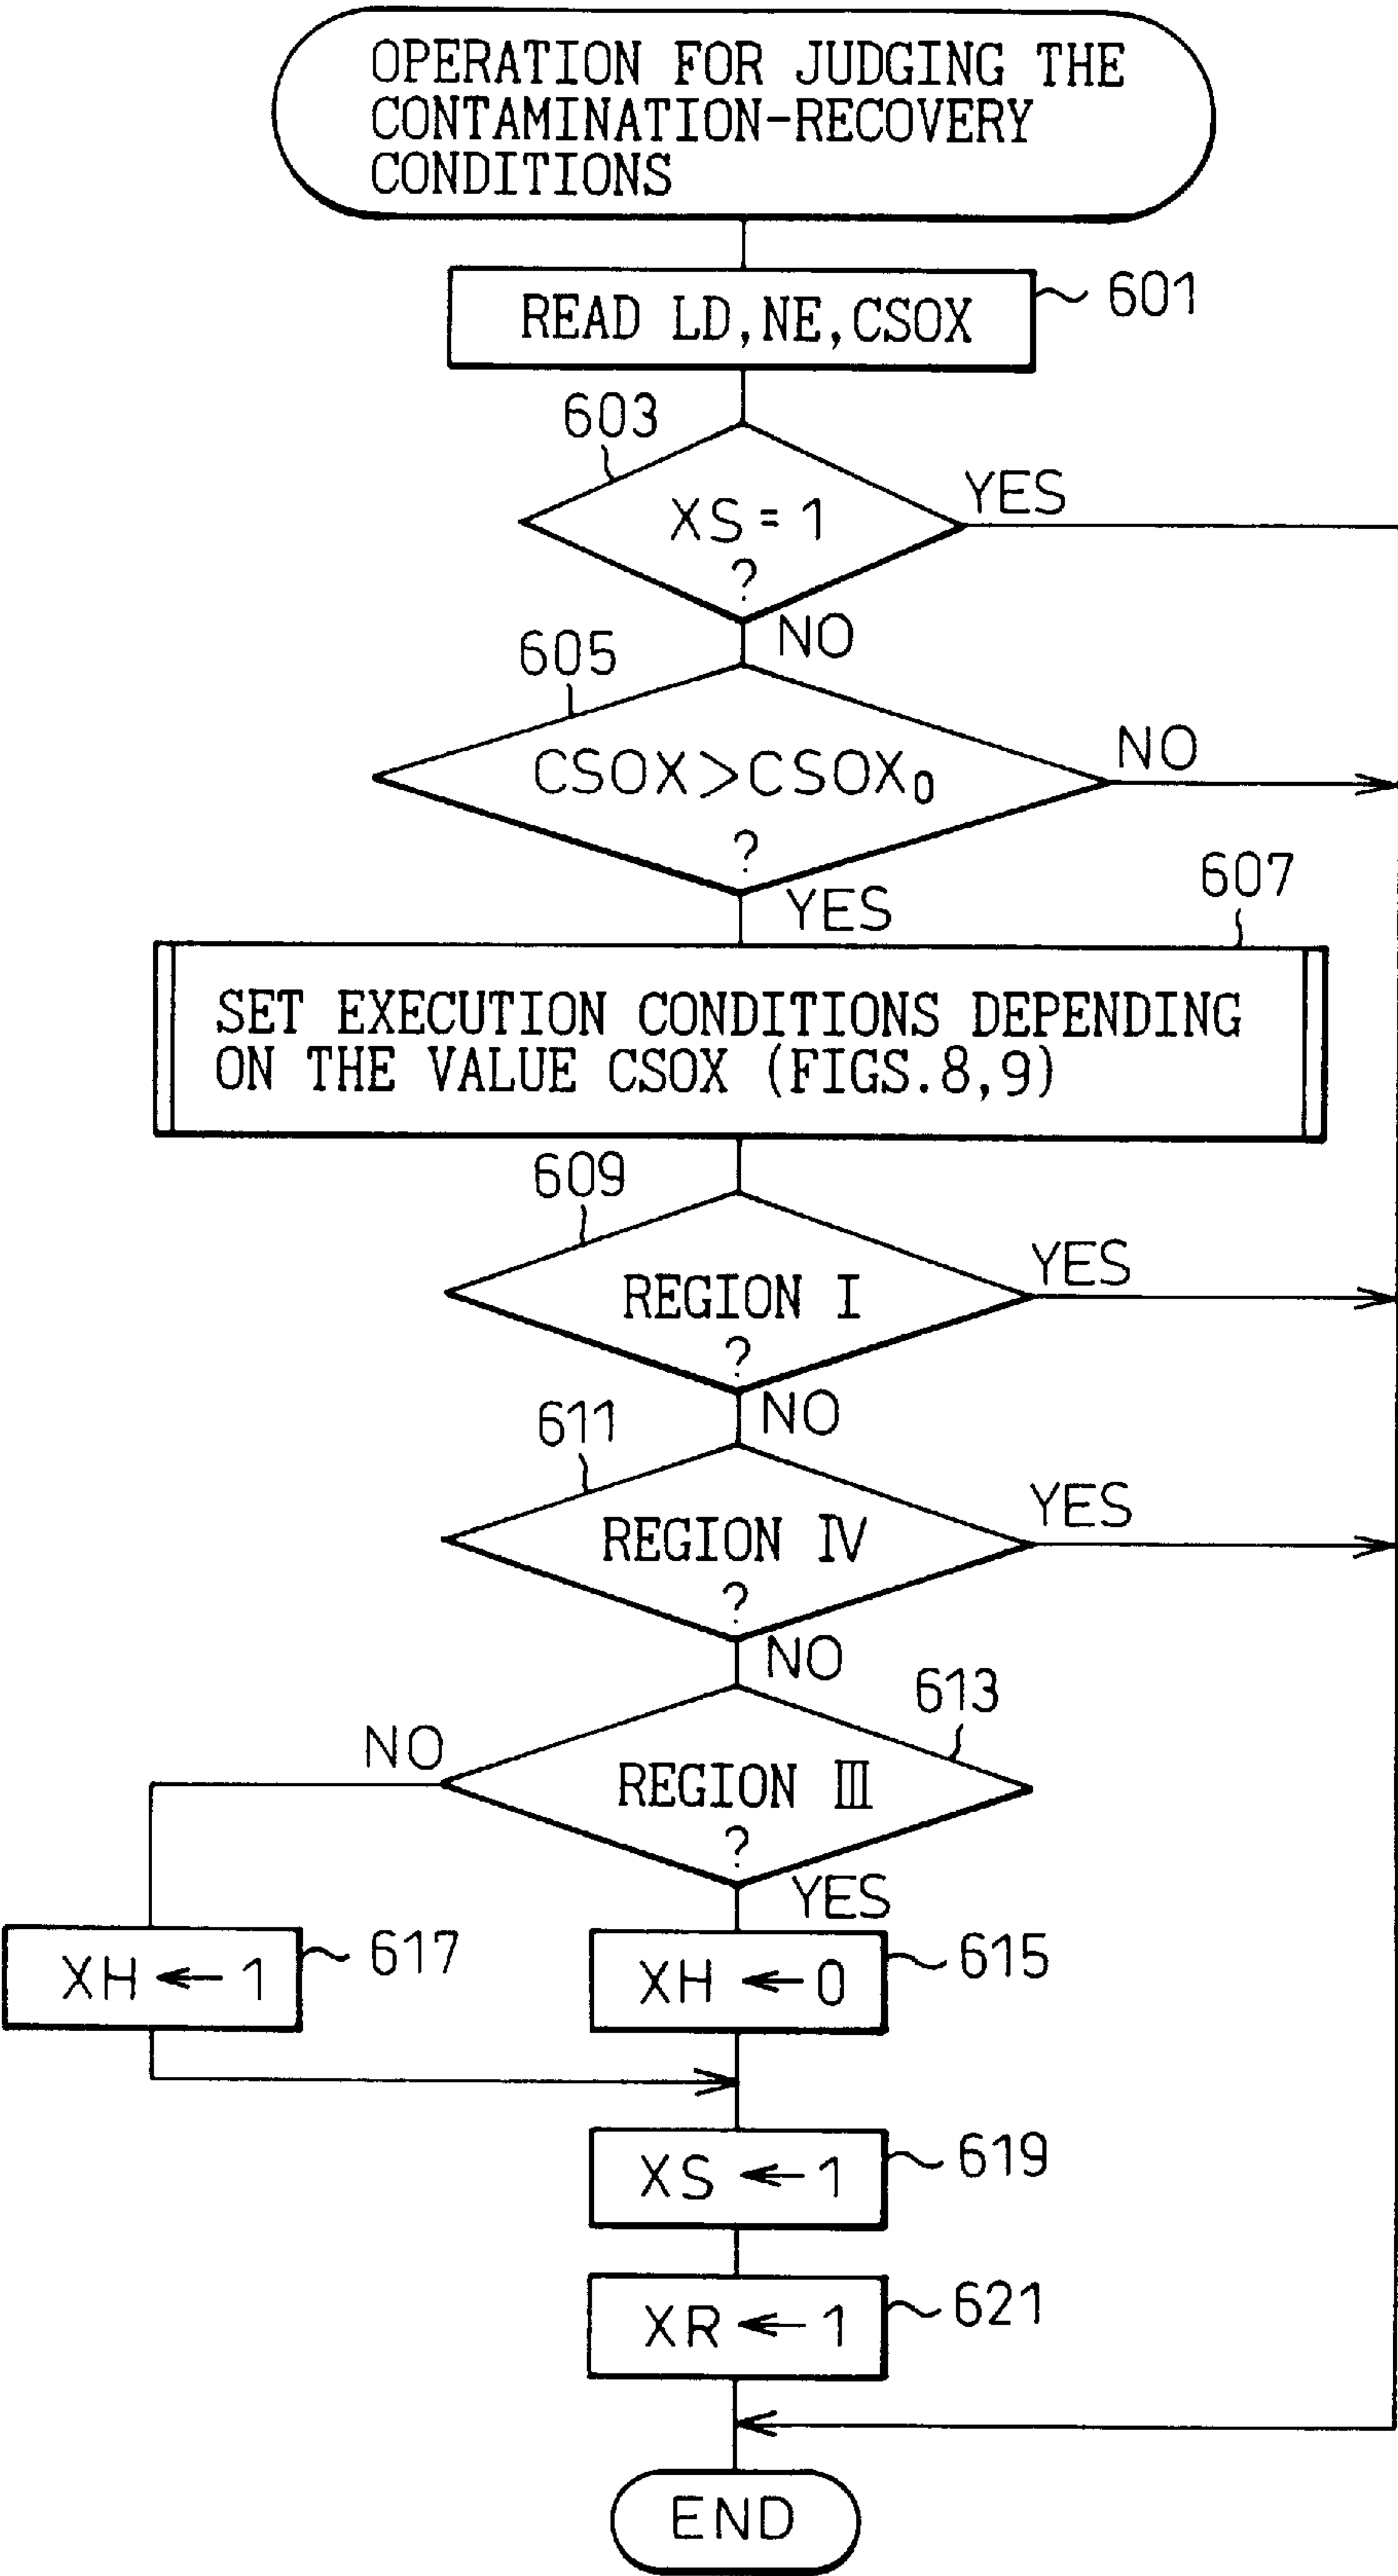 OPERATION FOR JUDGING THE
CONTAMINATION-RECOVERY
CONDITIONS
READ LD,NE,CSOX
601
603
XS=1
?
YES
NO
605
CSOX>CSOX₀
?
NO
YES
607
SET EXECUTION CONDITIONS DEPENDING
ON THE VALUE CSOX (FIGS.8,9)
609
REGION I
?
YES
NO
611
REGION IV
?
YES
NO
613
REGION III
?
NO
YES
XH ← 1
617
XH ← 0
615
XS ← 1
619
XR ← 1
621
END